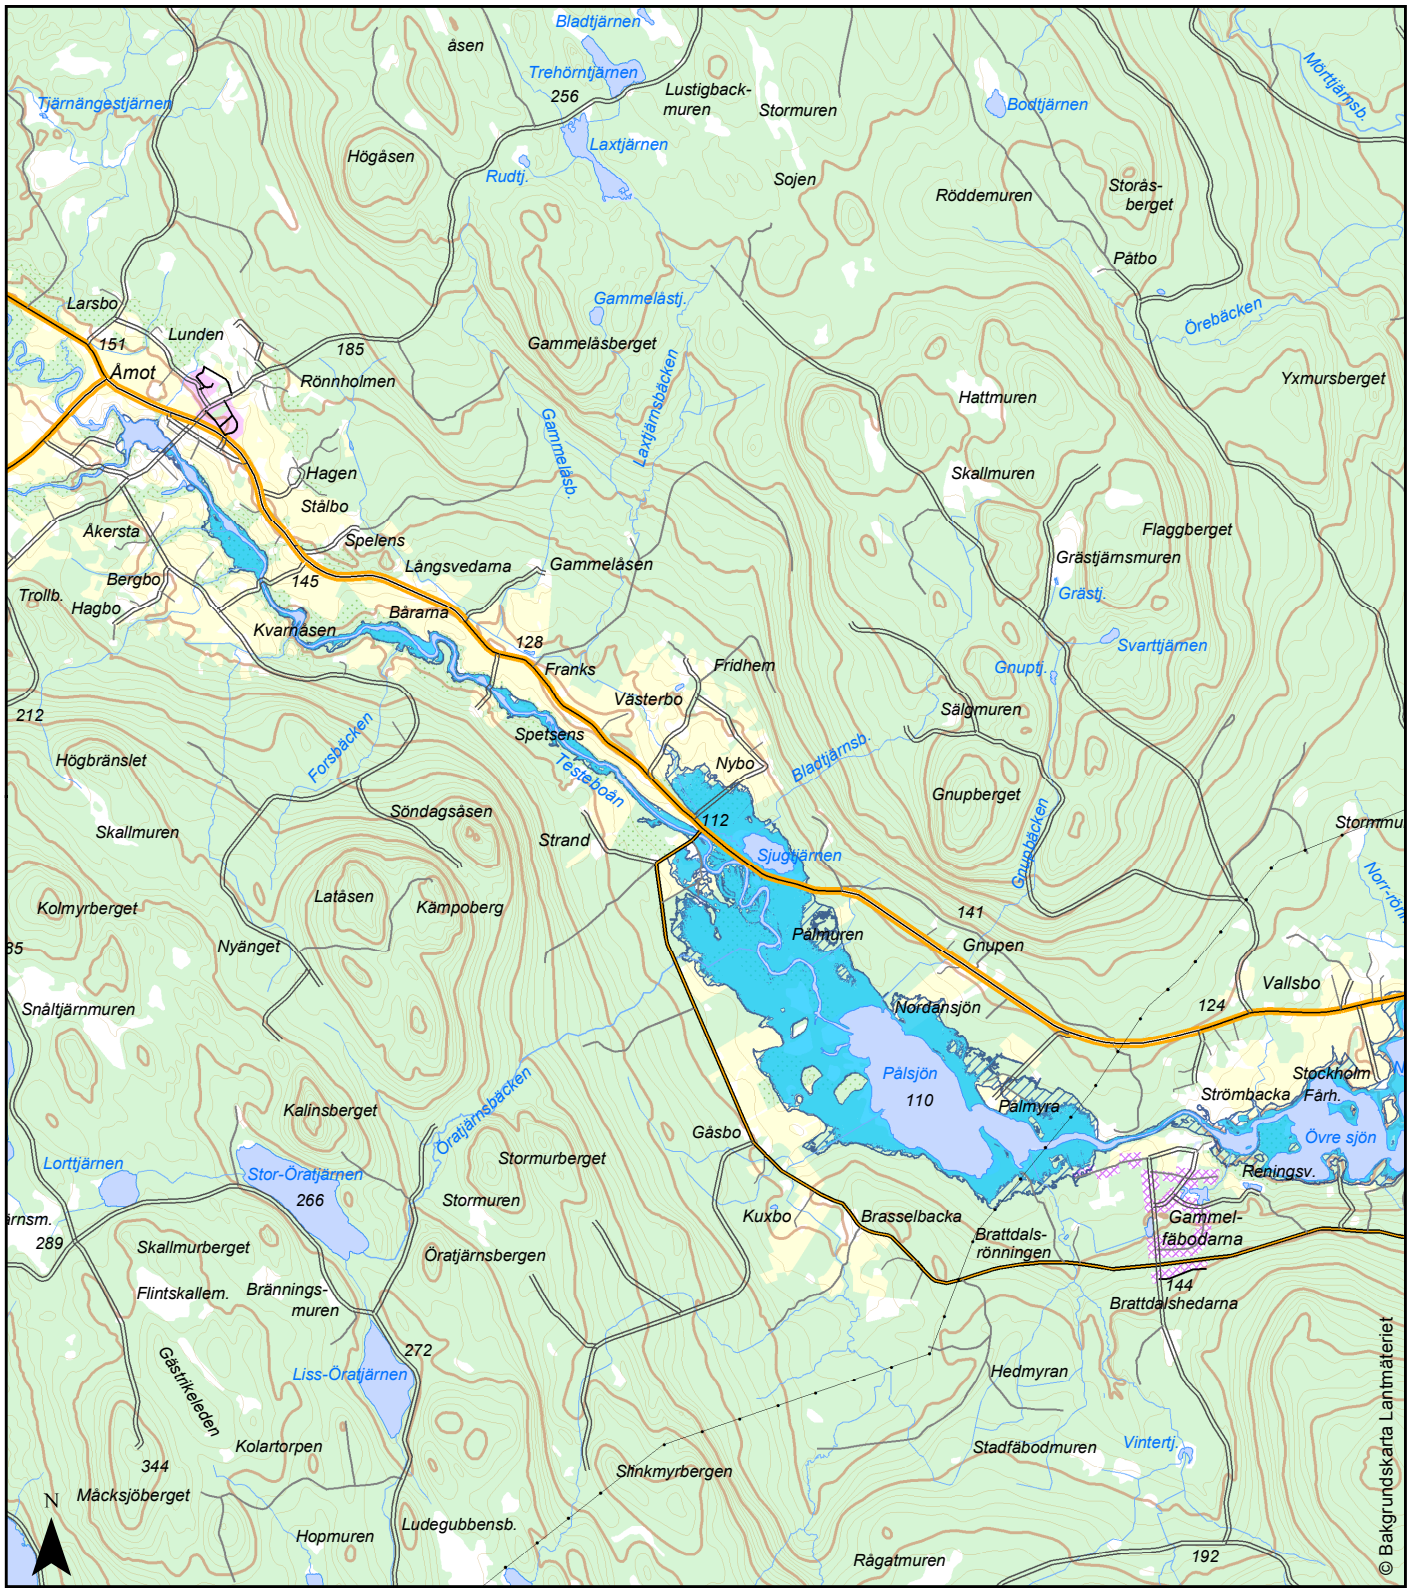 Bladtjärnen
åsen
Trehörntjärnen
256
Lustigback-
muren
Stormuren
Mörttjärnsb.
Tjärnängestjärnen
Bodtjärnen
Laxtjärnen
Högåsen
Rudtj.
Sojen
Röddemuren
Storås-
berget
Påtbo
Larsbo
Gammelåstj.
Örebäcken
151
Lunden
185
Gammelåsberget
Åmot
Rönnholmen
Laxtjärnsbäcken
Yxmursberget
Hattmuren
Gammelåsb.
Hagen
Skallmuren
Stålbo
Åkersta
Spelens
Flaggberget
Långsvedarna
Gammelåsen
Grästjärnsmuren
Bergbo
145
Trollb.
Hagbo
Bårarna
Grästj.
Kvarnåsen
128
Svarttjärnen
Franks
Fridhem
Gnuptj.
Västerbo
212
Sälgmuren
Forsbäcken
Spetsens
Högbränslet
Nybo
Bladtjärnsb.
Testeboån
Gnupberget
Söndagsåsen
Skallmuren
112
Stormmu
Strand
Gnupbäcken
Sjugtjärnen
Norr-rönn
Latåsen
Kolmyrberget
Kämpoberg
141
Pålmuren
Gnupen
35
Nyänget
Vallsbo
Snåltjärnmuren
Nordansjön
124
Pålsjön
Stockholm
N
110
Strömbacka
Fårh.
Kalinsberget
Öratjärnsbäcken
Pålmyra
Gåsbo
Övre sjön
Lorttjärnen
Stormurberget
Stor-Öratjärnen
Reningsv.
266
Stormuren
ärnsm.
Kuxbo
Brasselbacka
Gammel-
fäbodarna
289
Skallmurberget
Öratjärnsbergen
Brattdals-
rönningen
Flintskallem.
Brännings-
muren
144
Brattdalshedarna
272
Gästrikeleden
Liss-Öratjärnen
Hedmyran
Kolartorpen
Stadfäbodmuren
Vintertj.
344
Slinkmyrbergen
N
Måcksjöberget
Hopmuren
Ludegubbensb.
Rågatmuren
192
© Bakgrundskarta Lantmäteriet